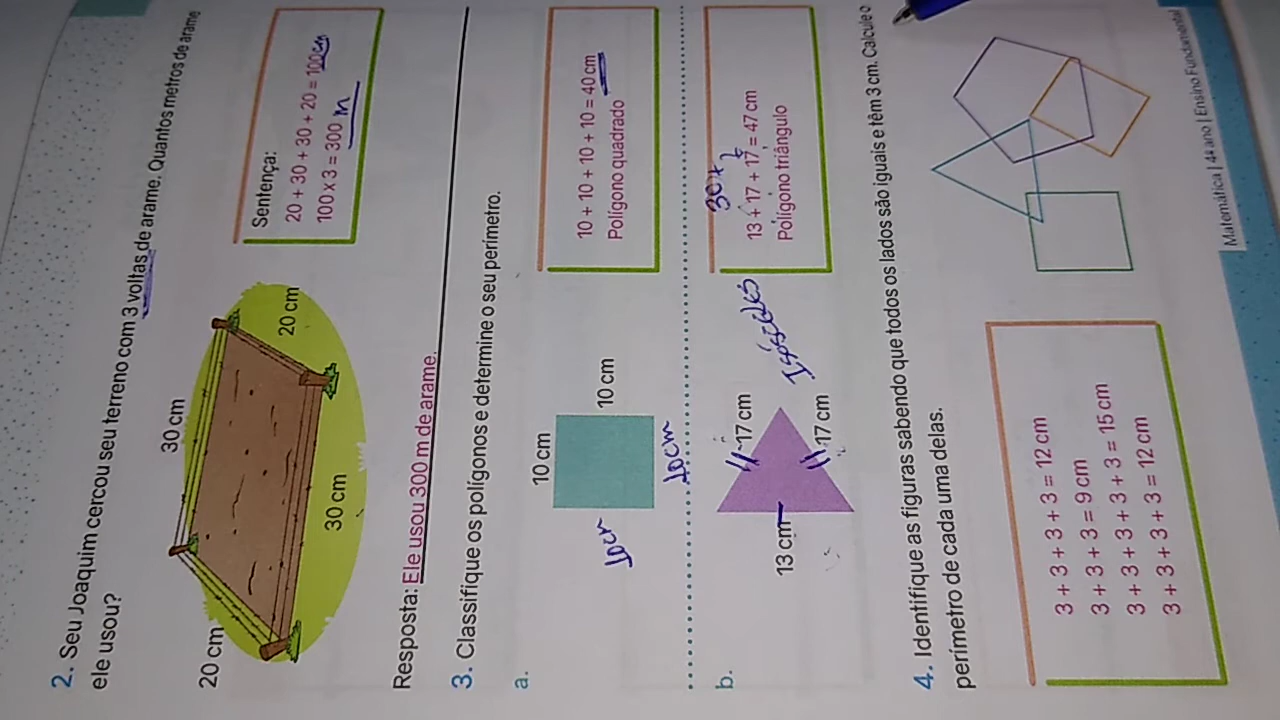 2. Seu Joaquim cercou seu terreno com 3 voltas de arame. Quantos metros de arame
ele usou?
30 cm
20 cm
20 cm
30 cm
Sentença:
20 + 30 + 30 + 20 = 100 cm
100 x 3 = 300 m
Resposta: Ele usou 300 m de arame.
3. Classifique os polígonos e determine o seu perímetro.
a.
10 cm
10 cm
10cm
10cm
10 + 10 + 10 + 10 = 40 cm
Polígono quadrado
b.
17 cm
13 cm
17 cm
Isósceles
30+
13 + 17 + 17 = 47 cm
Polígono triângulo
4. Identifique as figuras sabendo que todos os lados são iguais e têm 3 cm. Calcule o
perímetro de cada uma delas.
3 + 3 + 3 + 3 = 12 cm
3 + 3 + 3 = 9 cm
3 + 3 + 3 + 3 + 3 = 15 cm
3 + 3 + 3 + 3 = 12 cm
Matemática | 4º ano | Ensino Fundamental